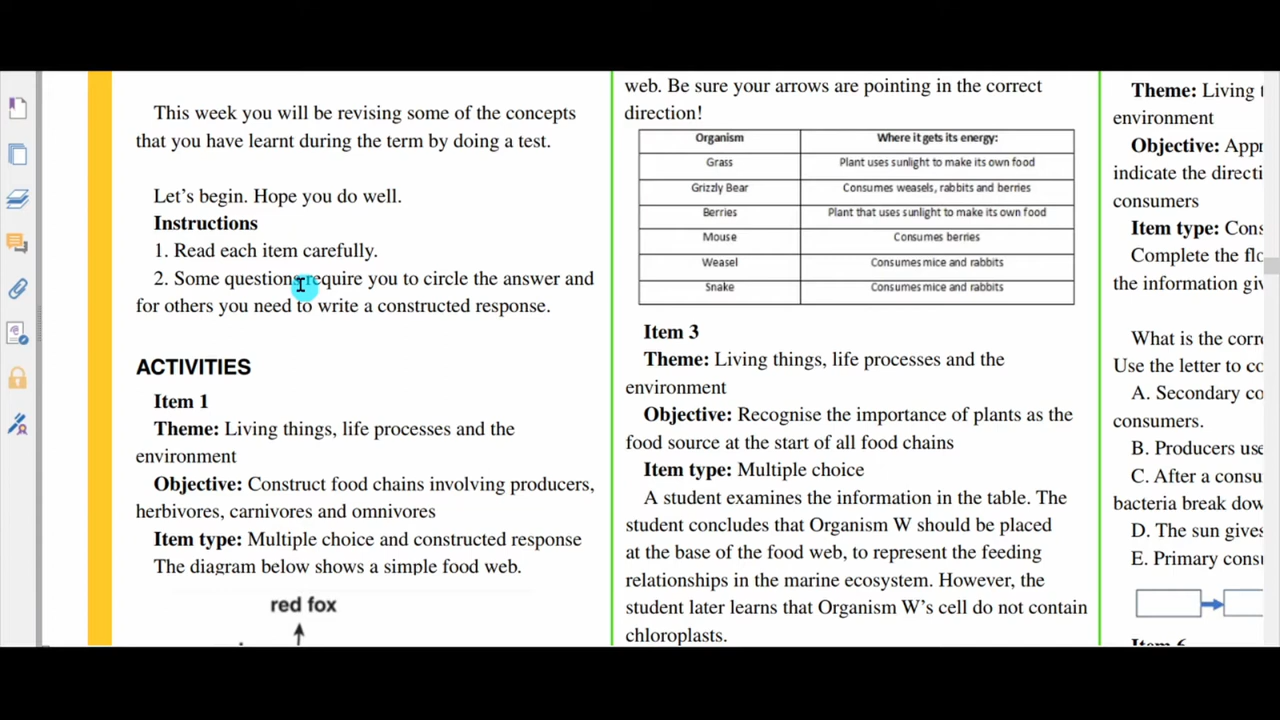 This week you will be revising some of the concepts
that you have learnt during the term by doing a test.
Let's begin. Hope you do well.
Instructions
1. Read each item carefully.
2. Some questions require you to circle the answer and
for others you need to write a constructed response.
ACTIVITIES
Item 1
Theme: Living things, life processes and the
environment
Objective: Construct food chains involving producers,
herbivores, carnivores and omnivores
Item type: Multiple choice and constructed response
The diagram below shows a simple food web.
red fox
web. Be sure your arrows are pointing in the correct
direction!
Organism Where it gets its energy:
Grass Plant uses sunlight to make its own food
Grizzly Bear Consumes weasels, rabbits and berries
Berries Plant that uses sunlight to make its own food
Mouse Consumes berries
Weasel Consumes mice and rabbits
Snake Consumes mice and rabbits
Item 3
Theme: Living things, life processes and the
environment
Objective: Recognise the importance of plants as the
food source at the start of all food chains
Item type: Multiple choice
A student examines the information in the table. The
student concludes that Organism W should be placed
at the base of the food web, to represent the feeding
relationships in the marine ecosystem. However, the
student later learns that Organism W's cell do not contain
chloroplasts.
Theme: Living
environment
Objective:
indicate the
consumers
Item type:
Complete the
the information
What is the
Use the letter to
A. Secondary
consumers.
B. Producers
C. After a
bacteria break
D. The sun
E. Primary